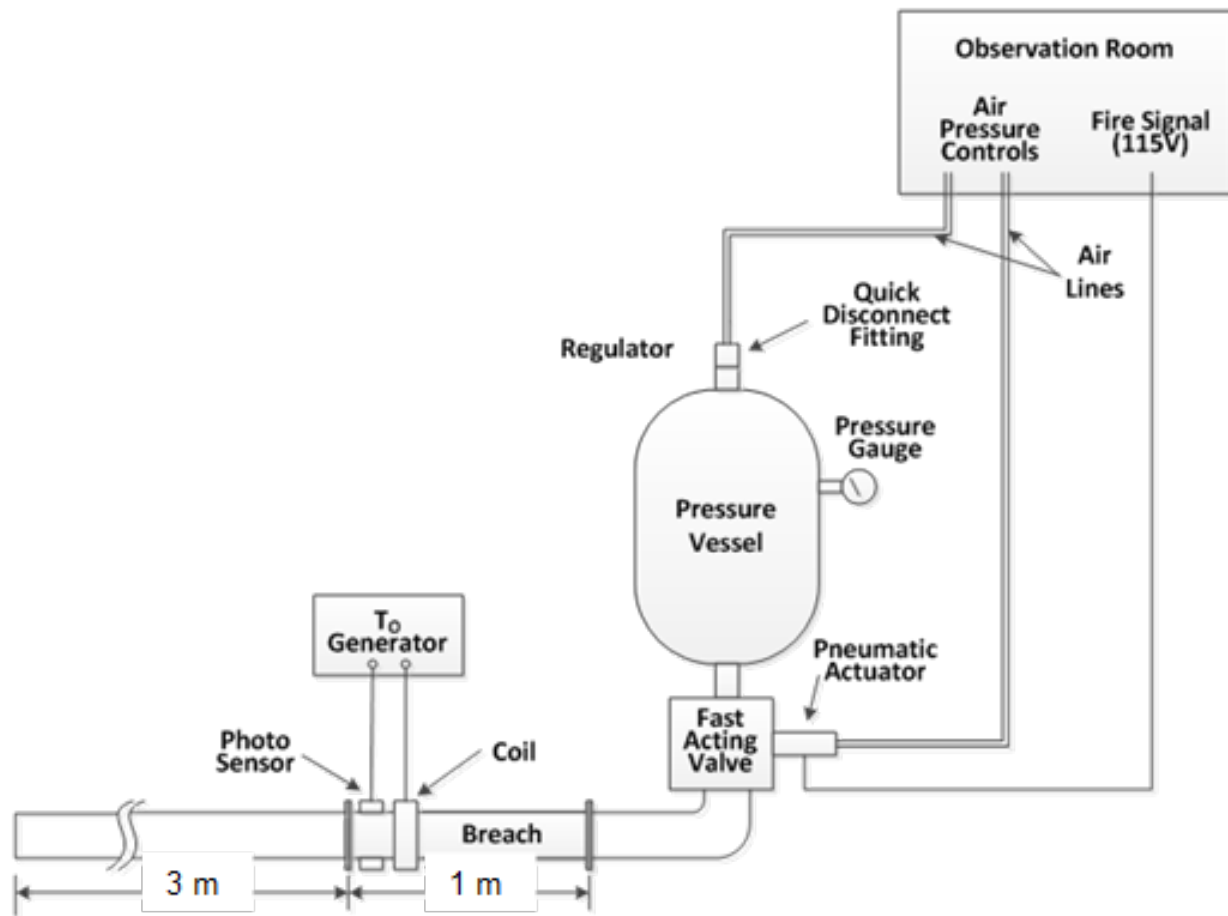 Observation Room
Air
Pressure
Controls
Fire Signal
(115V)
Air
Lines
Quick
Disconnect
Fitting
Regulator
Pressure
Gauge
Pressure
Vessel
T₀
Generator
Pneumatic
Actuator
Fast
Acting
Valve
Photo
Sensor
Coil
Breach
3 m
1 m